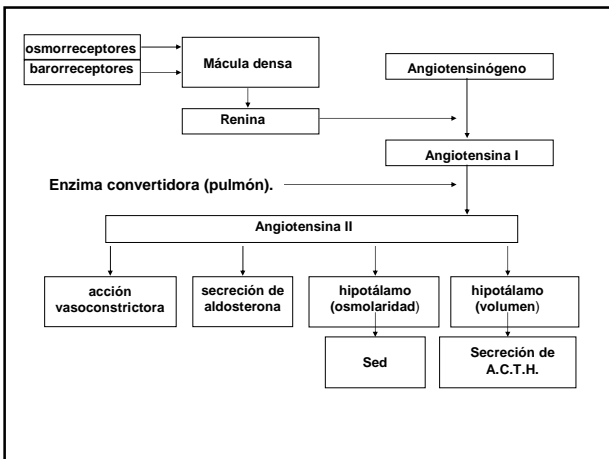 osmorreceptores
barorreceptores
Mácula densa
Angiotensinógeno
Renina
Angiotensina I
Enzima convertidora (pulmón).
Angiotensina II
acción
vasoconstrictora
secreción de
aldosterona
hipotálamo
(osmolaridad)
hipotálamo
(volumen)
Sed
Secreción de
A.C.T.H.